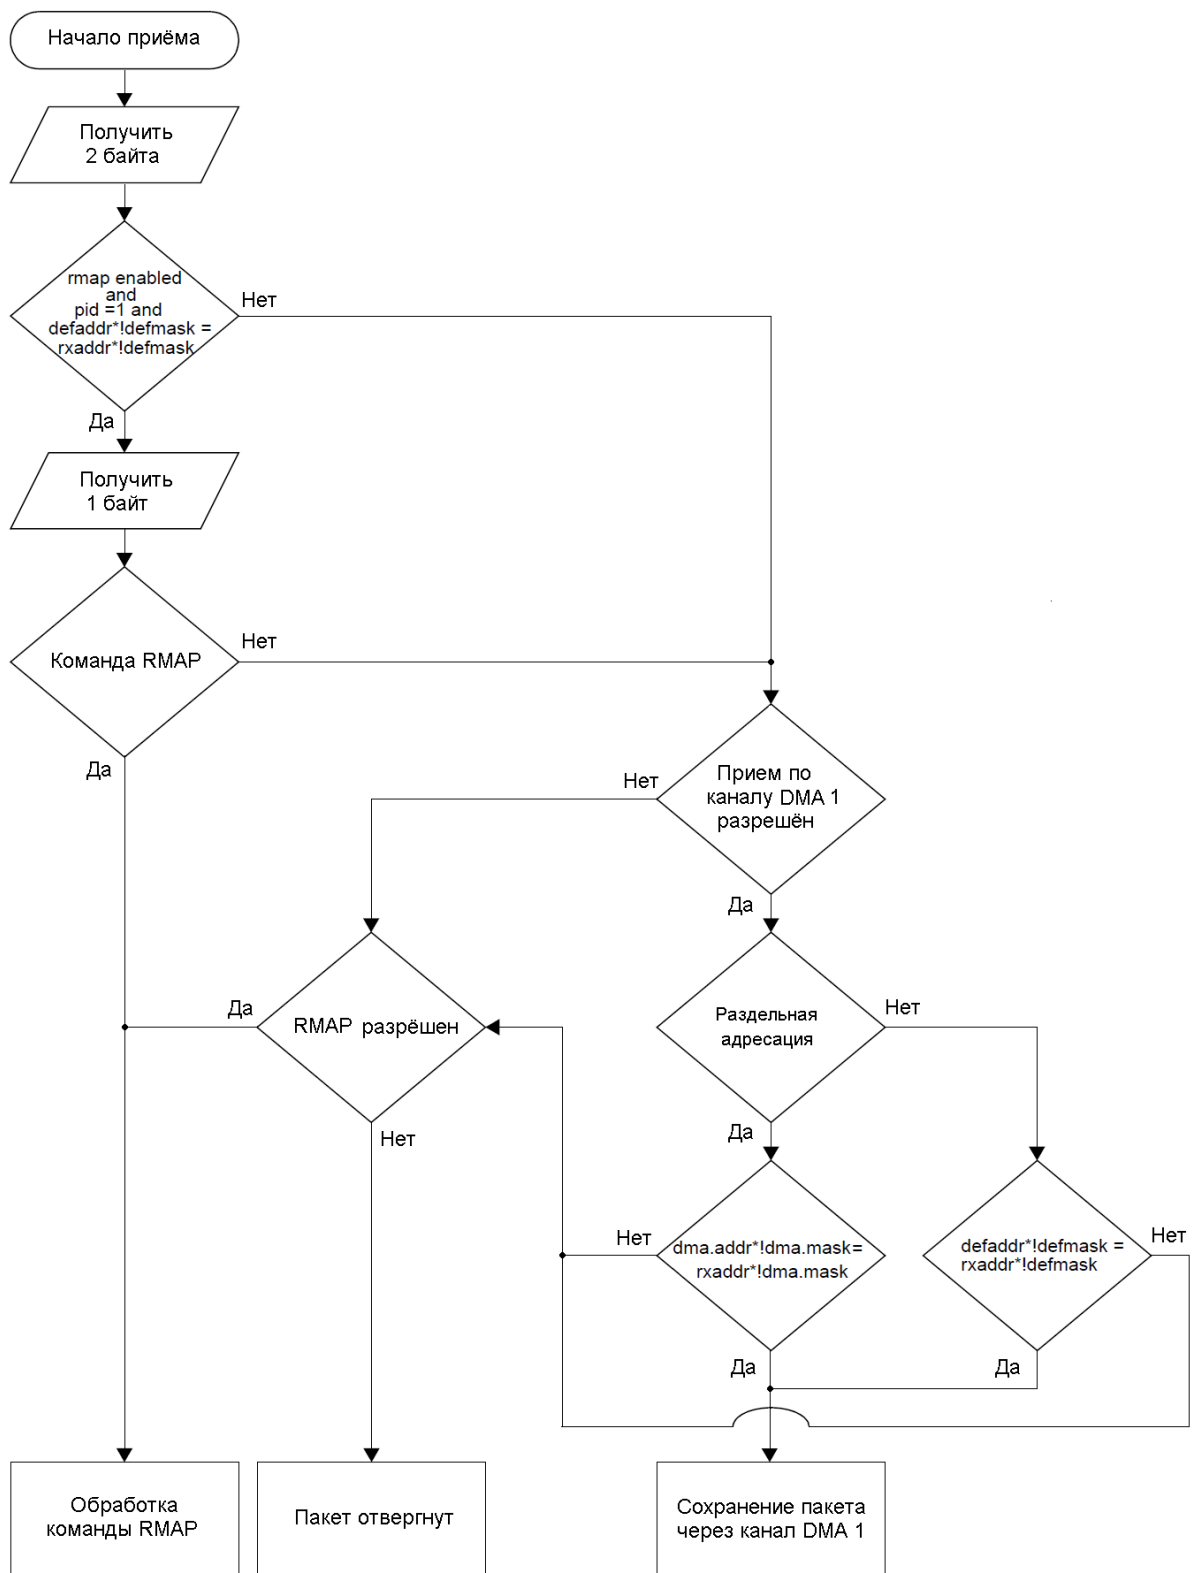 Начало приёма
Получить
2 байта
rmap enabled
and
pid =1 and
defaddr*!defmask =
rxaddr*!defmask
Нет
Да
Получить
1 байт
Команда RMAP
Нет
Да
Прием по
каналу DMA 1
разрешён
Нет
Да
RMAP разрёшен
Да
Нет
Раздельная
адресация
Нет
Да
dma.addr*!dma.mask=
rxaddr*!dma.mask
Нет
Да
defaddr*!defmask =
rxaddr*!defmask
Нет
Да
Обработка
команды RMAP
Пакет отвергнут
Сохранение пакета
через канал DMA 1